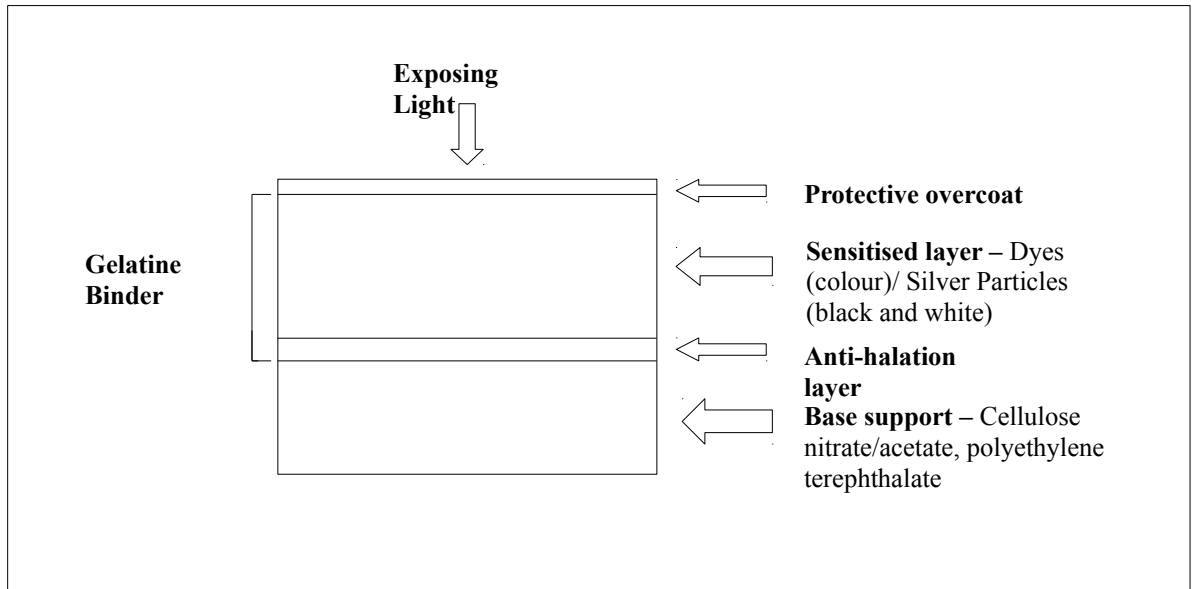 Exposing
Light
Protective overcoat
Gelatine
Binder
Sensitised layer – Dyes
(colour)/ Silver Particles
(black and white)
Anti-halation
layer
Base support – Cellulose
nitrate/acetate, polyethylene
terephthalate